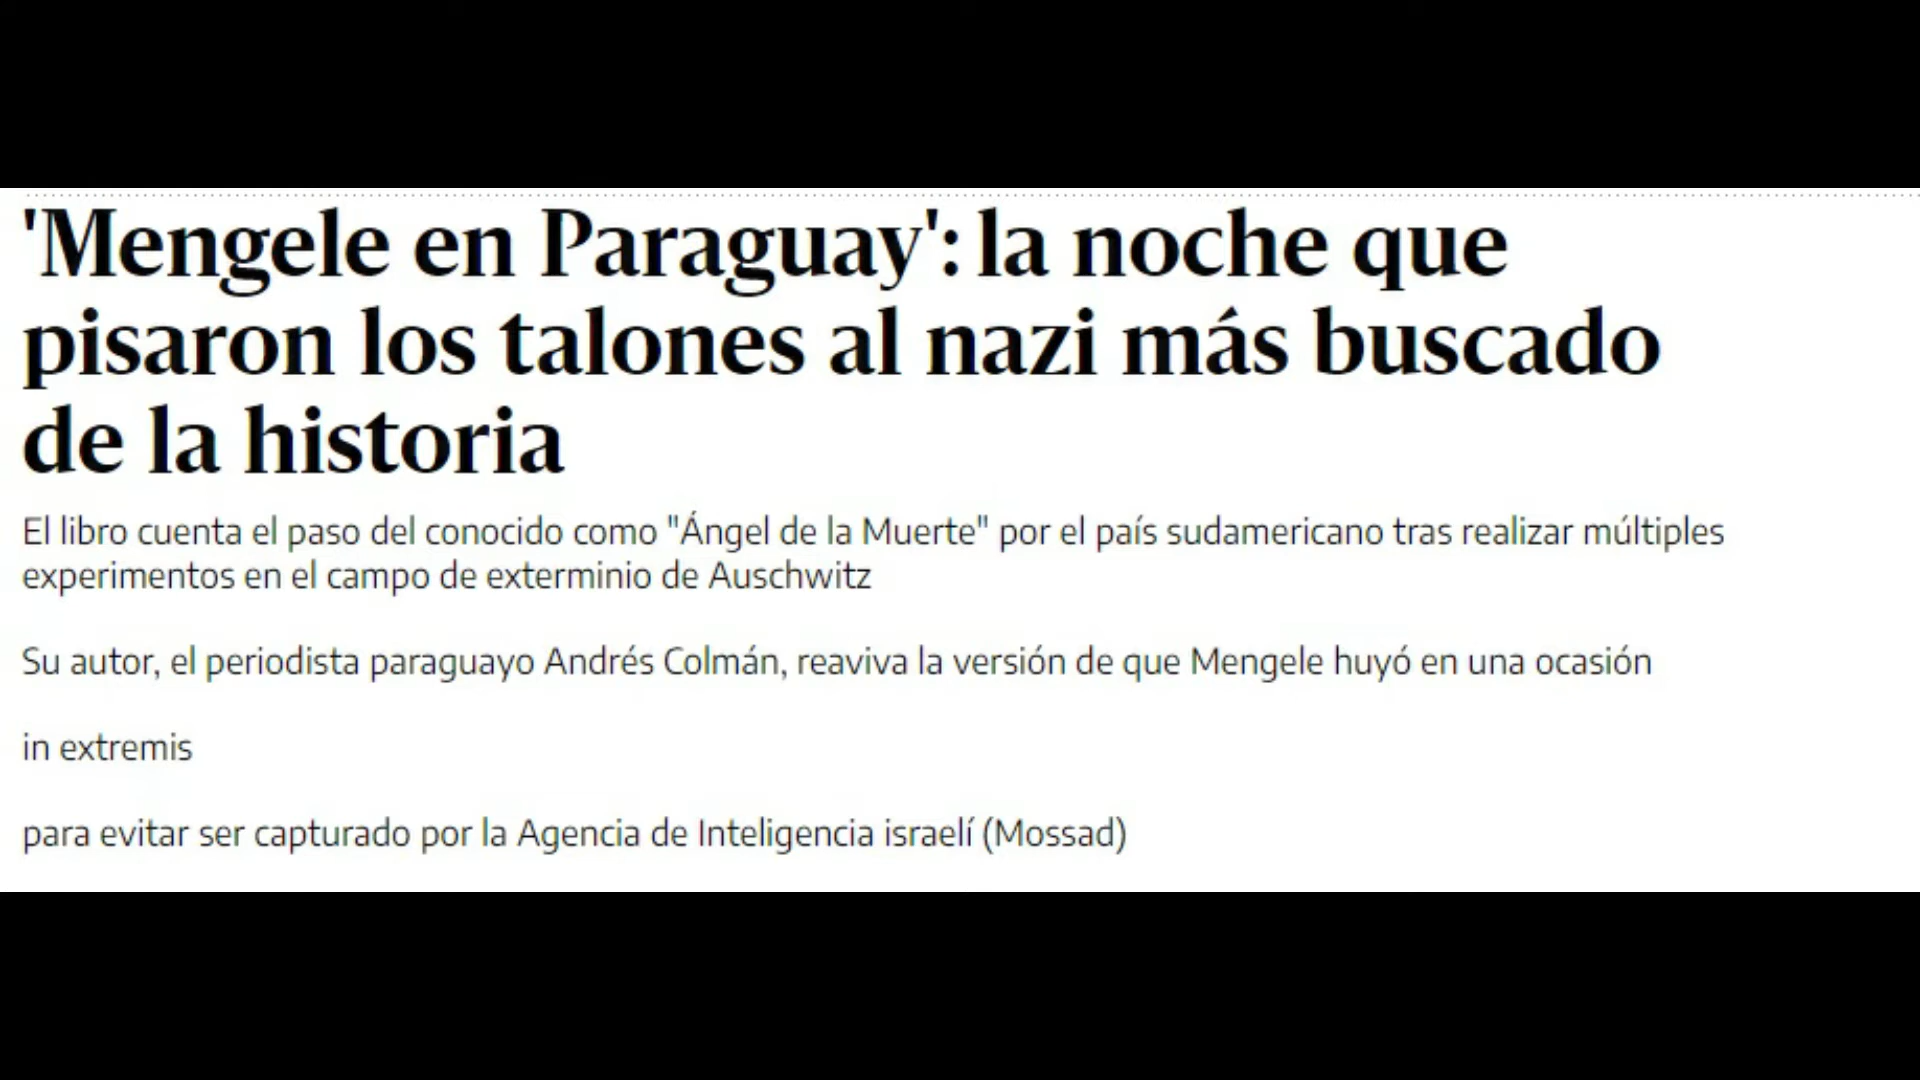 'Mengele en Paraguay': la noche que
pisaron los talones al nazi más buscado
de la historia
El libro cuenta el paso del conocido como "Ángel de la Muerte" por el país sudamericano tras realizar múltiples
experimentos en el campo de exterminio de Auschwitz
Su autor, el periodista paraguayo Andrés Colmán, reaviva la versión de que Mengele huyó en una ocasión
in extremis
para evitar ser capturado por la Agencia de Inteligencia israelí (Mossad)